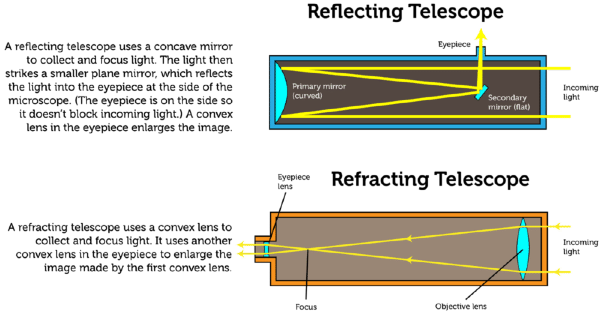 Reflecting Telescope
A reflecting telescope uses a concave mirror
to collect and focus light. The light then
strikes a smaller plane mirror, which reflects
the light into the eyepiece at the side of the
microscope. (The eyepiece is on the side so
it doesn't block incoming light.) A convex
lens in the eyepiece enlarges the image.
Eyepiece
Primary mirror
(curved)
Secondary
mirror (flat)
Incoming
light
Refracting Telescope
Eyepiece
lens
A refracting telescope uses a convex lens to
collect and focus light. It uses another
convex lens in the eyepiece to enlarge the
image made by the first convex lens.
Incoming
light
Focus
Objective lens